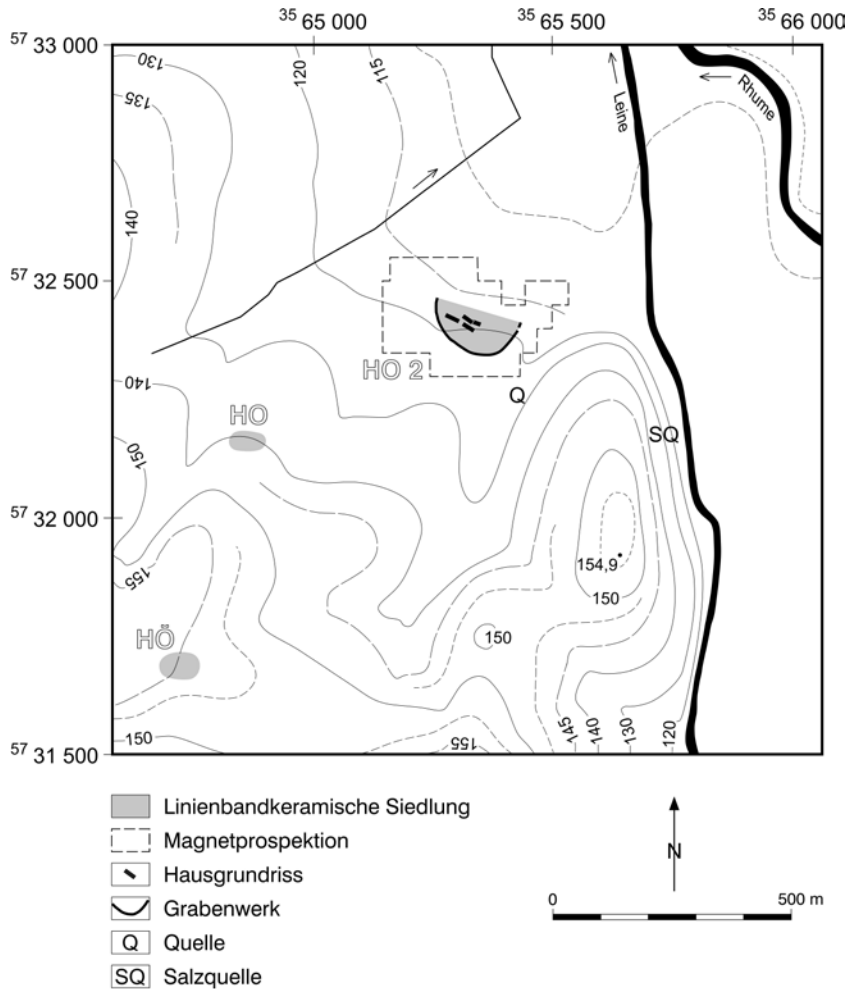 35 65 000 35 65 500 35 66 000
57 33 000
130
135
120
115
Leine
Rhume
140
57 32 500
HO 2
140
Q
HO
SQ
150
57 32 000
154,9
155
150
HÖ
150
150
155
145
140
130
120
57 31 500
Linienbandkeramische Siedlung
Magnetprospektion
Hausgrundriss
Grabenwerk
Q Quelle
SQ Salzquelle
N
0 500 m